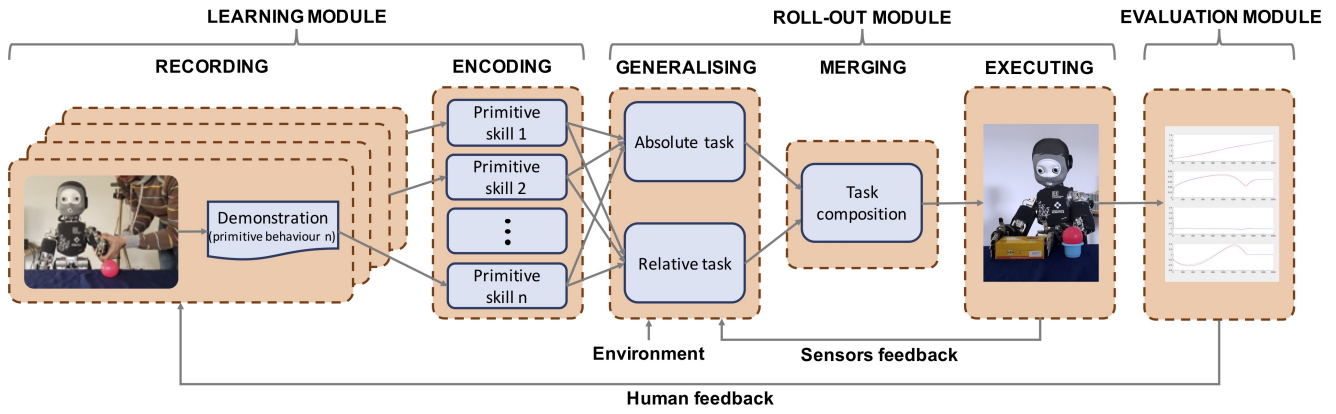 LEARNING MODULE
ROLL-OUT MODULE
EVALUATION MODULE
RECORDING
ENCODING
GENERALISING
MERGING
EXECUTING
Demonstration
(primitive behaviour n)
Primitive
skill 1
Primitive
skill 2
Primitive
skill n
Absolute task
Relative task
Task
composition
Environment
Sensors feedback
Human feedback